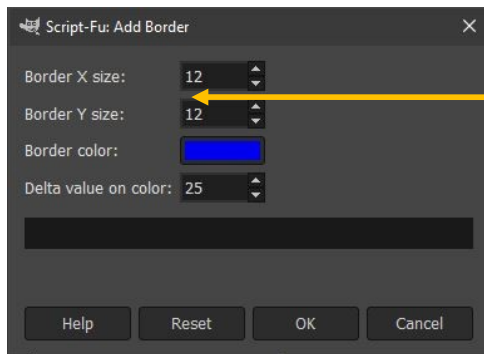 Script-Fu: Add Border
Border X size: 12
Border Y size: 12
Border color:
Delta value on color: 25
Help Reset OK Cancel